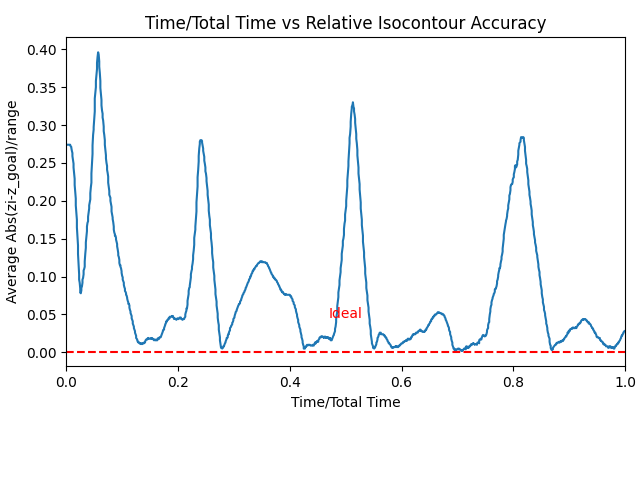 Time/Total Time vs Relative Isocontour Accuracy
Average Abs(zi-z_goal)/range
0.40
0.35
0.30
0.25
0.20
0.15
0.10
0.05
0.00
Ideal
0.0 0.2 0.4 0.6 0.8 1.0
Time/Total Time